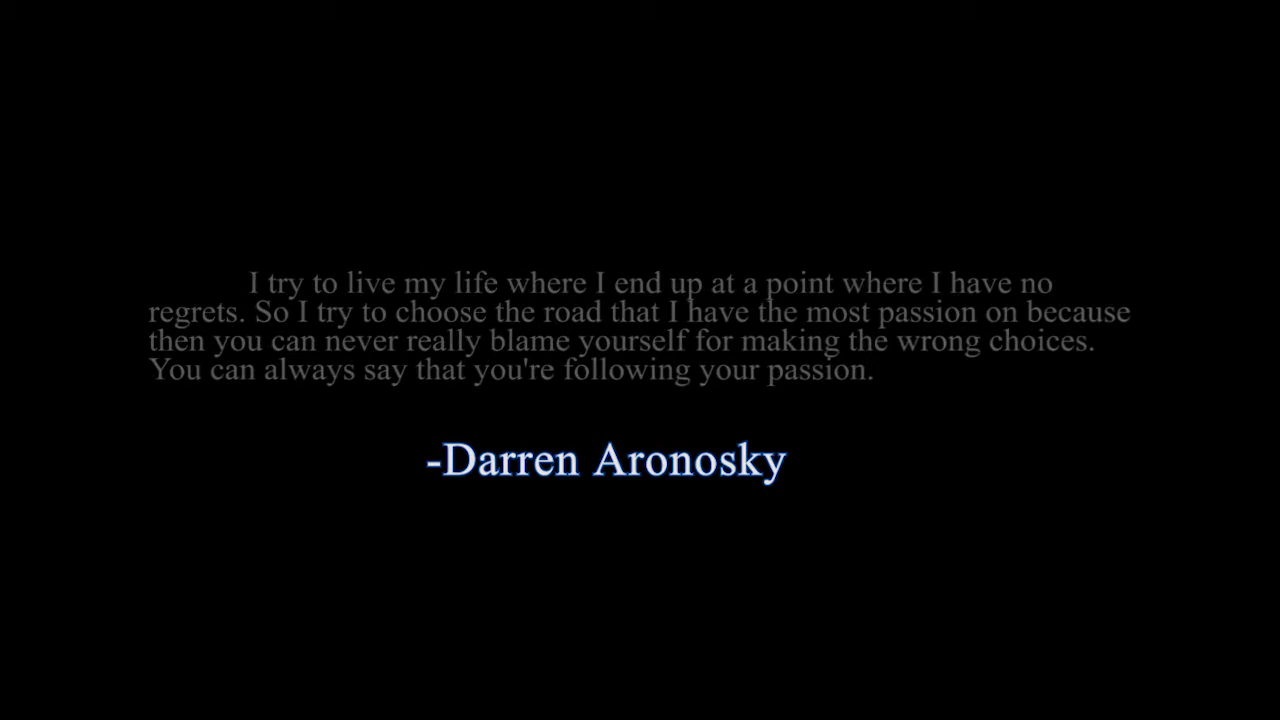 I try to live my life where I end up at a point where I have no
regrets. So I try to choose the road that I have the most passion on because
then you can never really blame yourself for making the wrong choices.
You can always say that you're following your passion.
-Darren Aronosky